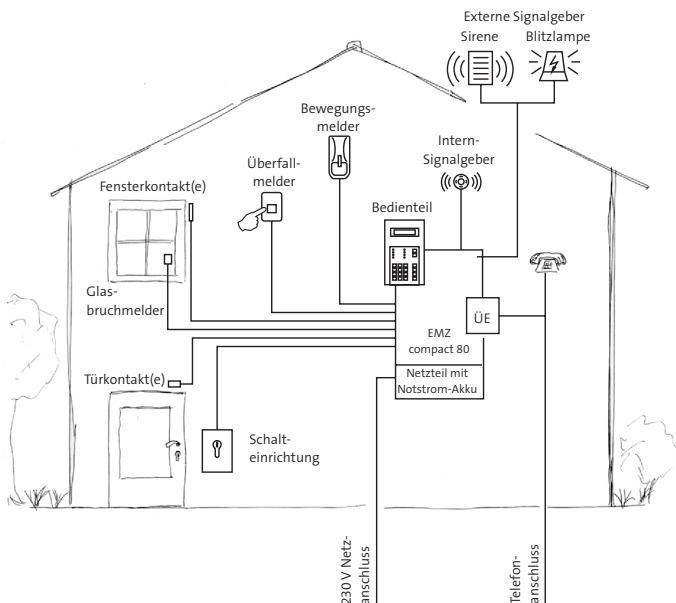 Externe Signalgeber
Sirene Blitzlampe
Bewegungs-
melder
Intern-
Signalgeber
Überfall-
melder
Fensterkontakt(e)
Bedienteil
Glas-
bruchmelder
ÜE
EMZ
compact 80
Netzteil mit
Notstrom-Akku
Türkontakt(e)
Schalt-
einrichtung
230 V Netz-
anschluss
Telefon-
anschluss